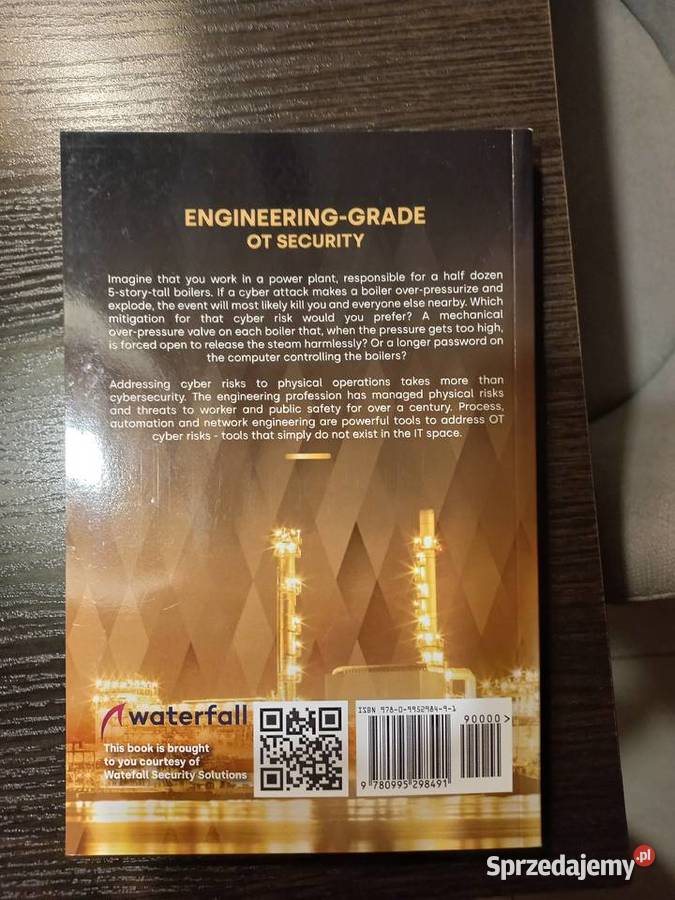 ENGINEERING-GRADE
OT SECURITY
Imagine that you work in a power plant, responsible for a half dozen
5-story-tall boilers. If a cyber attack makes a boiler over-pressurize and
explode, the event will most likely kill you and everyone else nearby. Which
mitigation for that cyber risk would you prefer? A mechanical
over-pressure valve on each boiler that, when the pressure gets too high,
is forced open to release the steam harmlessly? Or a longer password on
the computer controlling the boilers?
Addressing cyber risks to physical operations takes more than
cybersecurity. The engineering profession has managed physical risks
and threats to worker and public safety for over a century. Process,
automation and network engineering are powerful tools to address OT
cyber risks - tools that simply do not exist in the IT space.
waterfall
This book is brought
to you courtesy of
Watefall Security Solutions
ISBN 978-0-9952984-9-1
90000>
9 780995 298491
Sprzedajemy.pl